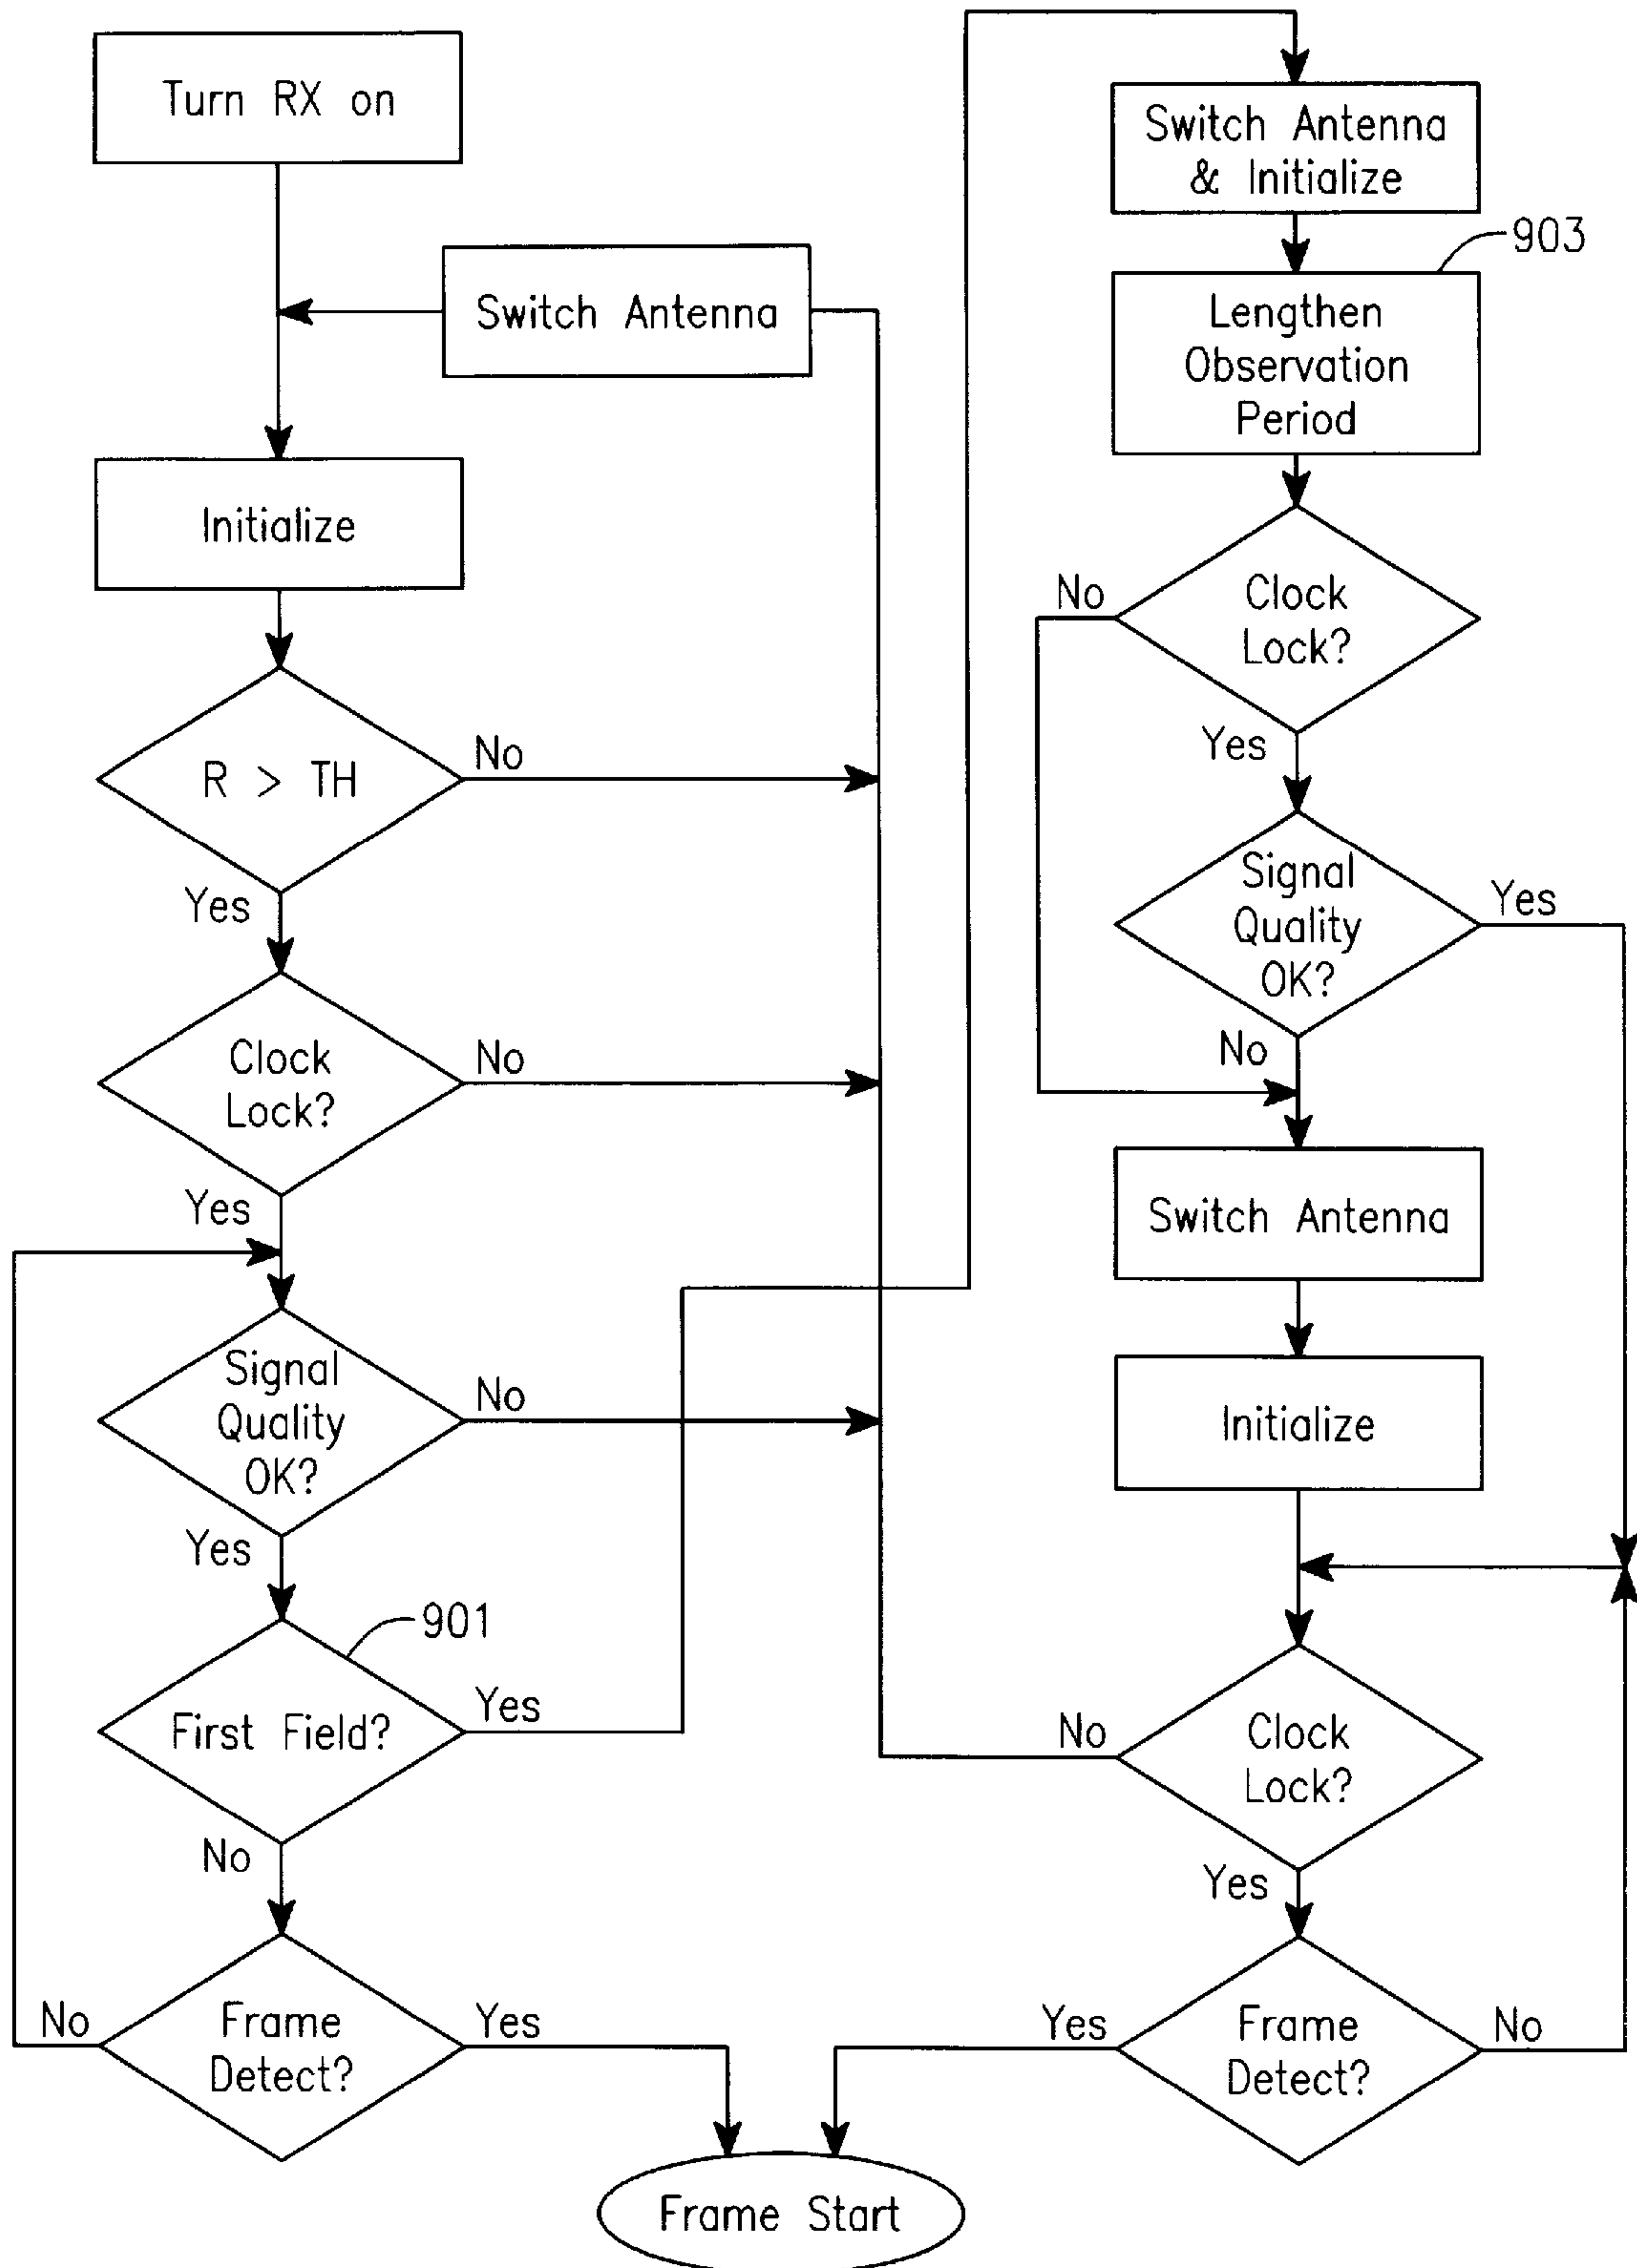 Turn RX on
Switch Antenna
Initialize
R > TH
No
Yes
Clock
Lock?
No
Yes
Signal
Quality
OK?
No
Yes
901
First Field?
Yes
No
Frame
Detect?
No
Yes
Switch Antenna
& Initialize
903
Lengthen
Observation
Period
Clock
Lock?
No
Yes
Signal
Quality
OK?
Yes
No
Switch Antenna
Initialize
Clock
Lock?
No
Yes
Frame
Detect?
Yes
No
Frame Start